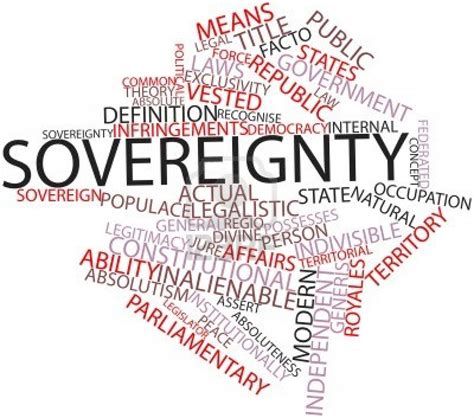 MEANS
LEGAL TITLE PUBLIC
POLITICAL FORCE FACTO STATES
LAWS REPUBLIC GOVERNMENT
COMMON EXCLUSIVITY LAW
THEORY VESTED
ABSOLUTE
DEFINITION RECOGNISE
SOVEREIGNTY INFRINGEMENTS DEMOCRACY INTERNAL FEDERATED
SOVEREIGNTY CONCEPT
SOVEREIGN ACTUAL STATE OCCUPATION
POPULACE LEGALISTIC NATURAL
GENERAL REGIO POSSESSES
LEGITIMACY DIVINE PERSON INDIVISIBLE TERRITORY
JURE AFFAIRS TERRITORIAL
ABILITY CONSTITUTIONAL GENERIS ROYALES
ABSOLUTISM INALIENABLE MODERN INDEPENDENT
INSTITUTIONALLY ASSERT
LEGISLATOR PEACE ABSOLUTENESS
PARLIAMENTARY